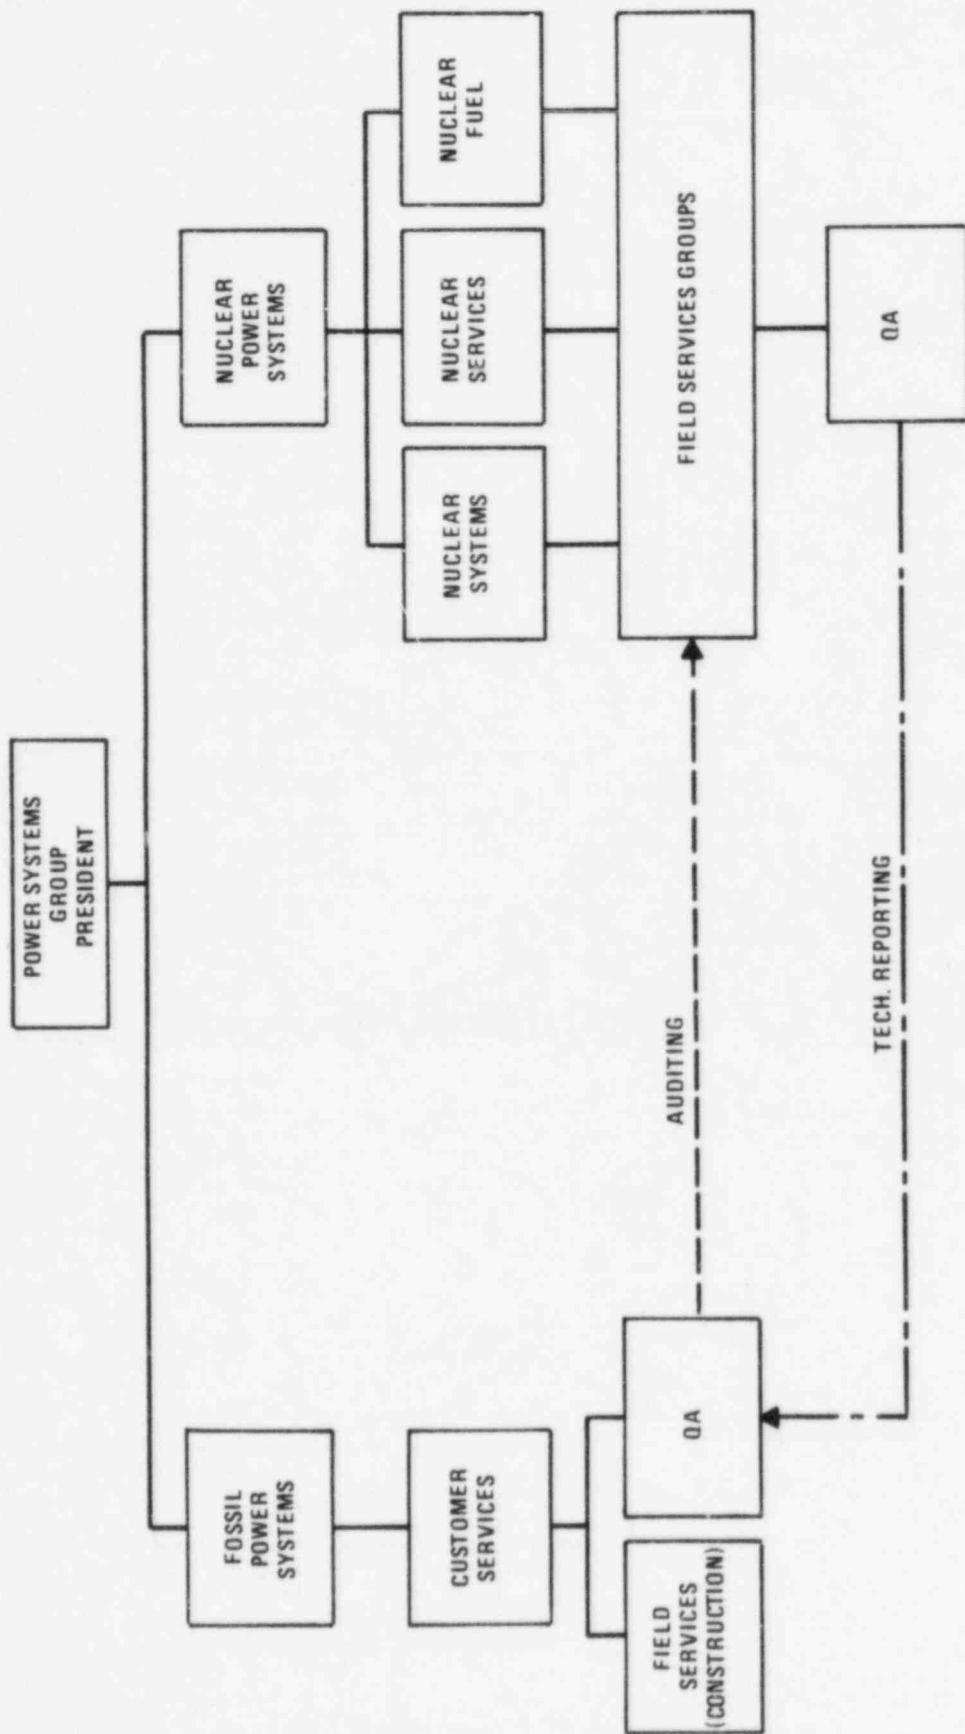 POWER SYSTEMS
GROUP
PRESIDENT
FOSSIL
POWER
SYSTEMS
NUCLEAR
POWER
SYSTEMS
CUSTOMER
SERVICES
NUCLEAR
SYSTEMS
NUCLEAR
SERVICES
NUCLEAR
FUEL
FIELD
SERVICES
(CONSTRUCTION)
QA
AUDITING
FIELD SERVICES GROUPS
TECH. REPORTING
QA